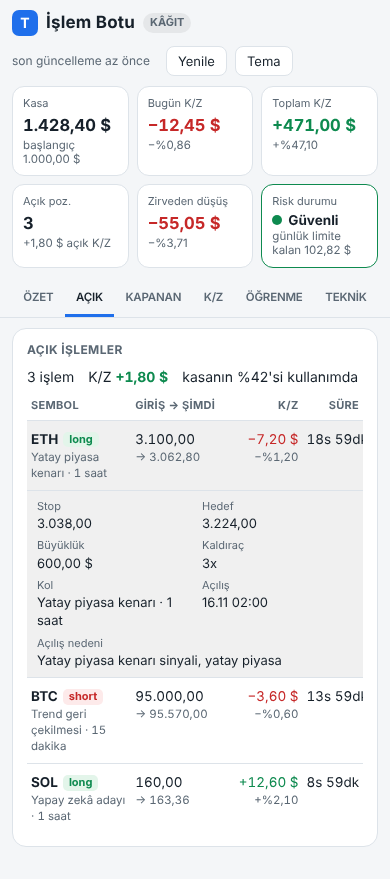 T İşlem Botu KÂĞIT
son güncelleme az önce Yenile Tema
Kasa
1.428,40 $
başlangıç
1.000,00 $
Bugün K/Z
−12,45 $
−%0,86
Toplam K/Z
+471,00 $
+%47,10
Açık poz.
3
+1,80 $ açık K/Z
Zirveden düşüş
−55,05 $
−%3,71
Risk durumu
Güvenli
günlük limite
kalan 102,82 $
ÖZET AÇIK KAPANAN K/Z ÖĞRENME TEKNİK
AÇIK İŞLEMLER
3 işlem K/Z +1,80 $ kasanın %42'si kullanımda
SEMBOL GİRİŞ → ŞİMDİ K/Z SÜRE
ETH long 3.100,00 −7,20 $ 18s 59d
Yatay piyasa → 3.062,80 −%1,20
kenarı · 1 saat
Stop Hedef
3.038,00 3.224,00
Büyüklük Kaldıraç
600,00 $ 3x
Kol Açılış
Yatay piyasa kenarı · 1 16.11 02:00
saat
Açılış nedeni
Yatay piyasa kenarı sinyali, yatay piyasa
BTC short 95.000,00 −3,60 $ 13s 59d
Trend geri → 95.570,00 −%0,60
çekilmesi · 15
dakika
SOL long 160,00 +12,60 $ 8s 59dk
Yapay zekâ adayı → 163,36 +%2,10
· 1 saat